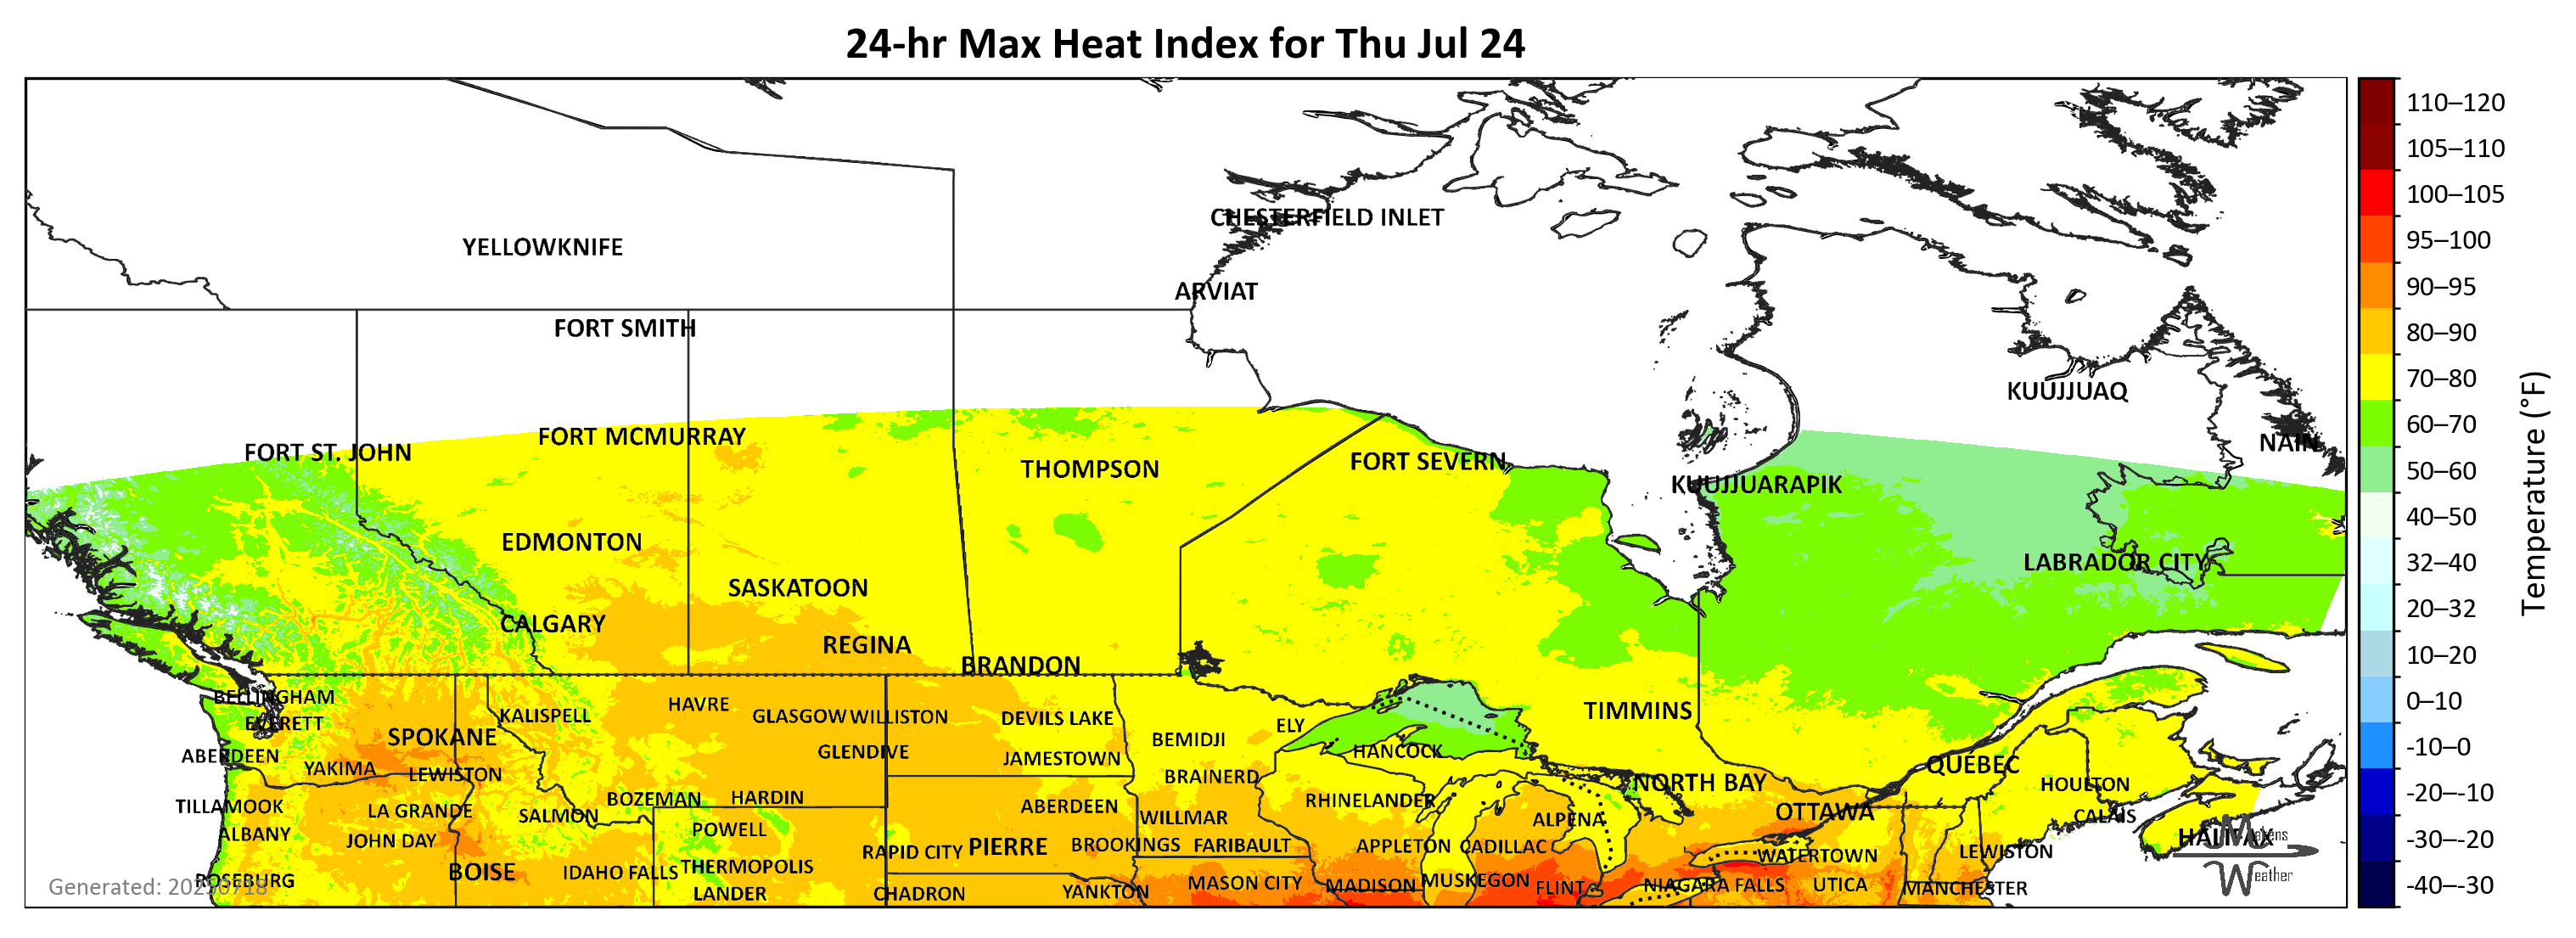 24-hr Max Heat Index for Thu Jul 24
110–120
105–110
CHESTERFIELD INLET
100–105
YELLOWKNIFE
95–100
ARVIAT
90–95
FORT SMITH
80–90
KUUJJUAQ
70–80
FORT MCMURRAY
60–70
FORT ST. JOHN
NAIN
THOMPSON
FORT SEVERN
50–60
KUUJJUARAPIK
Temperature (°F)
40–50
EDMONTON
LABRADOR CITY
32–40
SASKATOON
20–32
CALGARY
REGINA
10–20
BRANDON
BELLINGHAM
HAVRE
0–10
KALISPELL
GLASGOW
WILLISTON
DEVILS LAKE
TIMMINS
EVERETT
ELY
SPOKANE
BEMIDJI
-10–0
ABERDEEN
GLENDIVE
JAMESTOWN
HANCOCK
QUÉBEC
YAKIMA
LEWISTON
BRAINERD
NORTH BAY
HOULTON
-20–-10
BOZEMAN
HARDIN
TILLAMOOK
LA GRANDE
ABERDEEN
RHINELANDER
OTTAWA
SALMON
WILLMAR
ALPENA
CALAIS
ALBANY
POWELL
HALIFAX
Makens
Weather
-30–-20
JOHN DAY
RAPID CITY
PIERRE
BROOKINGS
FARIBAULT
APPLETON
CADILLAC
WATERTOWN
LEWISTON
BOISE
IDAHO FALLS
THERMOPOLIS
ROSEBURG
Generated: 20250718
LANDER
CHADRON
YANKTON
MASON CITY
MADISON
MUSKEGON
FLINT
NIAGARA FALLS
UTICA
MANCHESTER
-40–-30